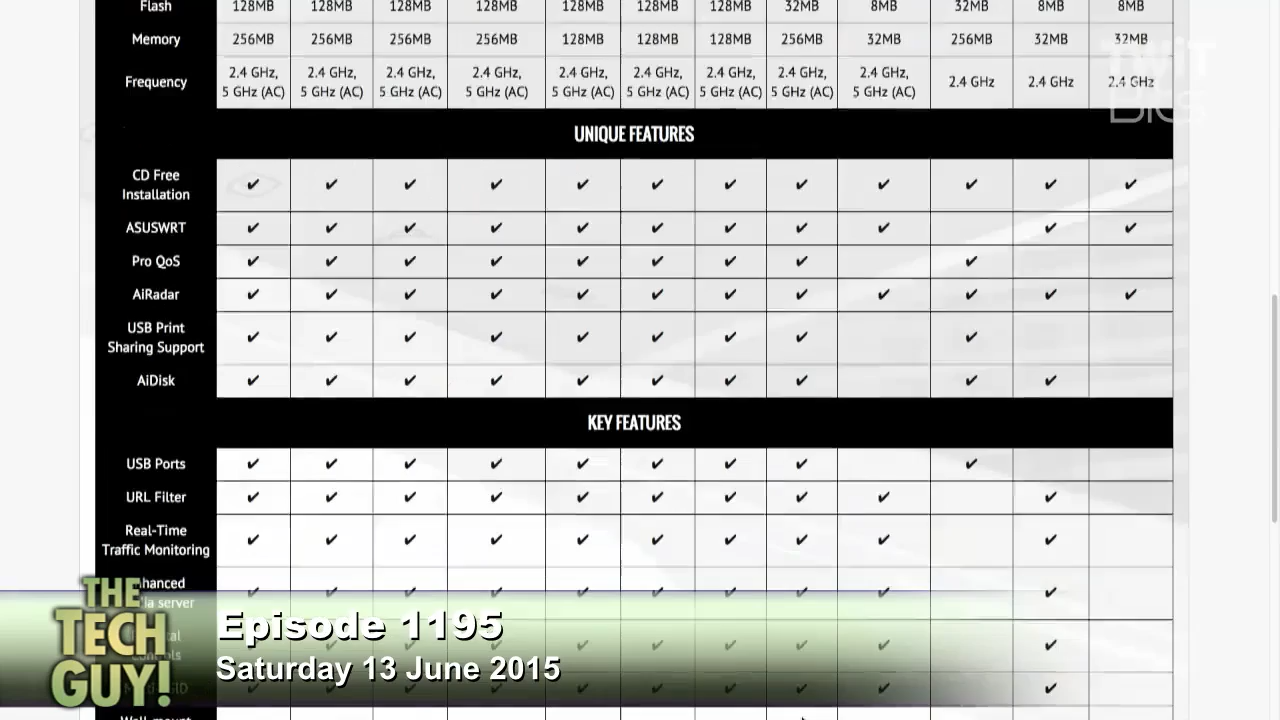 Flash 128MB 128MB 128MB 128MB 128MB 128MB 128MB 32MB 8MB 32MB 8MB 8MB
Memory 256MB 256MB 256MB 256MB 128MB 128MB 128MB 256MB 32MB 256MB 32MB 32MB
2.4 GHz, 2.4 GHz, 2.4 GHz, 2.4 GHz, 2.4 GHz, 2.4 GHz, 2.4 GHz, 2.4 GHz, 2.4 GHz,
Frequency 2.4 GHz 2.4 GHz 2.4 GHz
5 GHz (AC) 5 GHz (AC) 5 GHz (AC) 5 GHz (AC) 5 GHz (AC) 5 GHz (AC) 5 GHz (AC) 5 GHz (AC) 5 GHz (AC)
TWiT
BITS
UNIQUE FEATURES
CD Free
Installation ✔ ✔ ✔ ✔ ✔ ✔ ✔ ✔ ✔ ✔ ✔ ✔
ASUSWRT ✔ ✔ ✔ ✔ ✔ ✔ ✔ ✔ ✔ ✔ ✔
Pro QoS ✔ ✔ ✔ ✔ ✔ ✔ ✔ ✔ ✔
AiRadar ✔ ✔ ✔ ✔ ✔ ✔ ✔ ✔ ✔ ✔ ✔ ✔
USB Print
Sharing Support ✔ ✔ ✔ ✔ ✔ ✔ ✔ ✔ ✔
AiDisk ✔ ✔ ✔ ✔ ✔ ✔ ✔ ✔ ✔ ✔
KEY FEATURES
USB Ports ✔ ✔ ✔ ✔ ✔ ✔ ✔ ✔ ✔
URL Filter ✔ ✔ ✔ ✔ ✔ ✔ ✔ ✔ ✔ ✔
Real-Time
Traffic Monitoring ✔ ✔ ✔ ✔ ✔ ✔ ✔ ✔ ✔ ✔
server
THE
TECH
GUY!
Episode 1195
Saturday 13 June 2015
Wall-mount